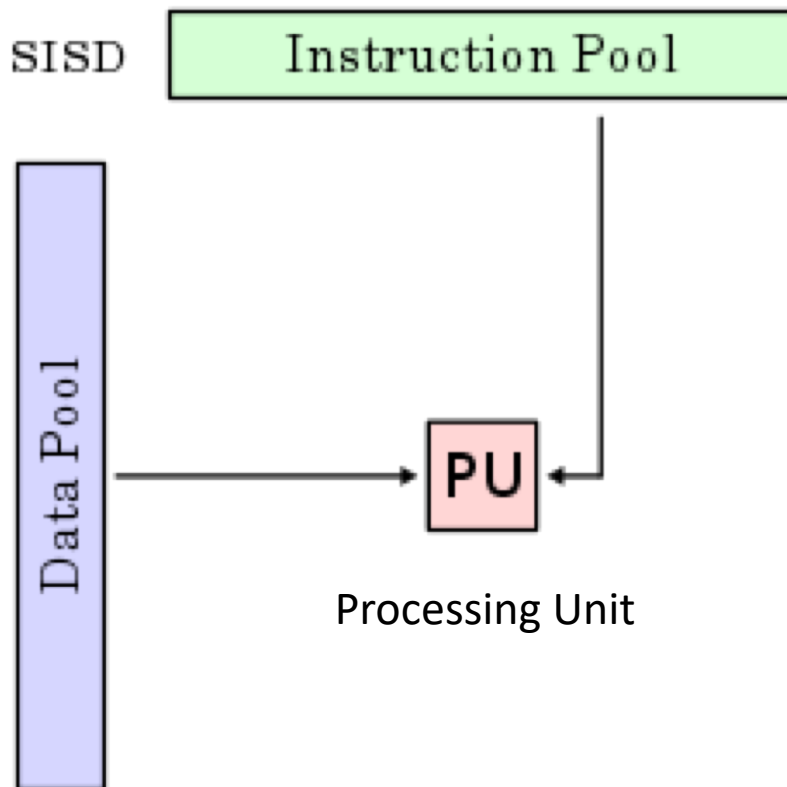 SISD
Instruction Pool
Data Pool
PU
Processing Unit